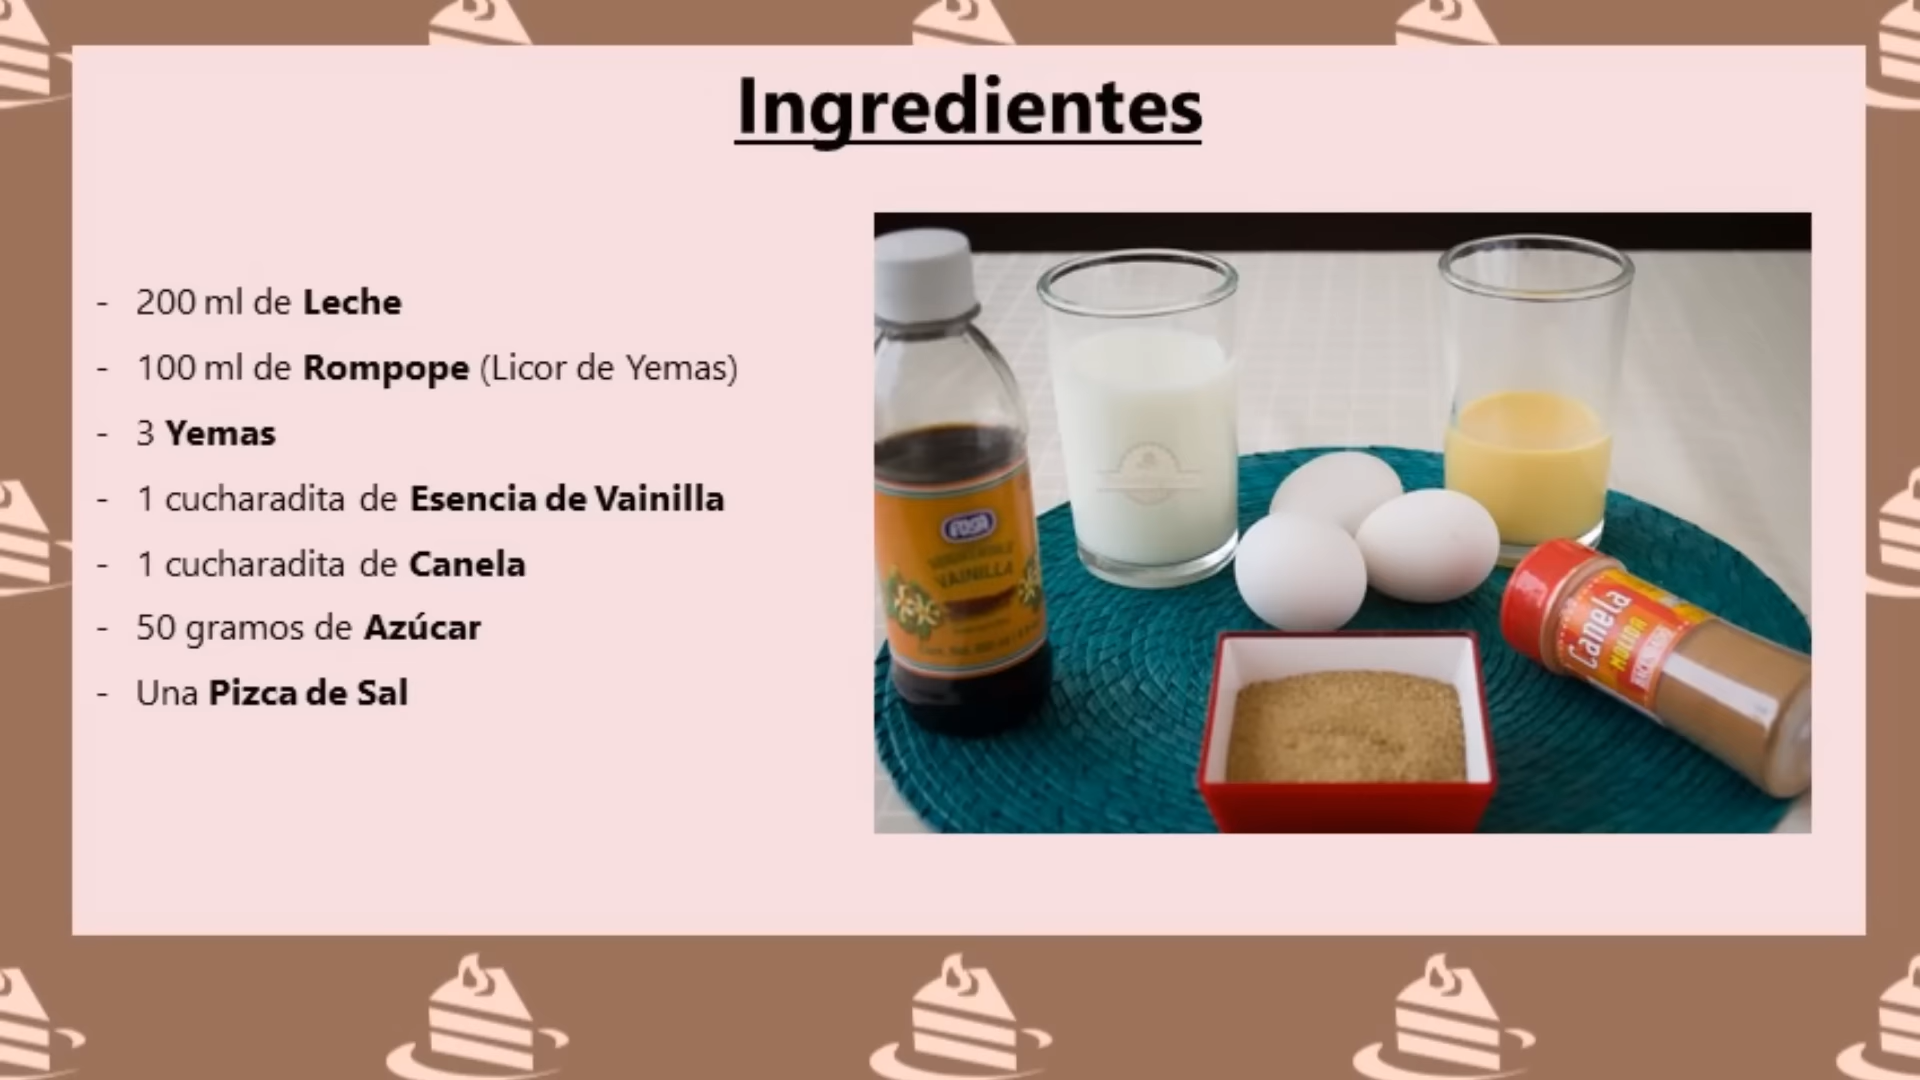 Ingredientes
- 200 ml de Leche
- 100 ml de Rompope (Licor de Yemas)
- 3 Yemas
- 1 cucharadita de Esencia de Vainilla
- 1 cucharadita de Canela
- 50 gramos de Azúcar
- Una Pizca de Sal
VAINILLA
Canela
MOLIDA